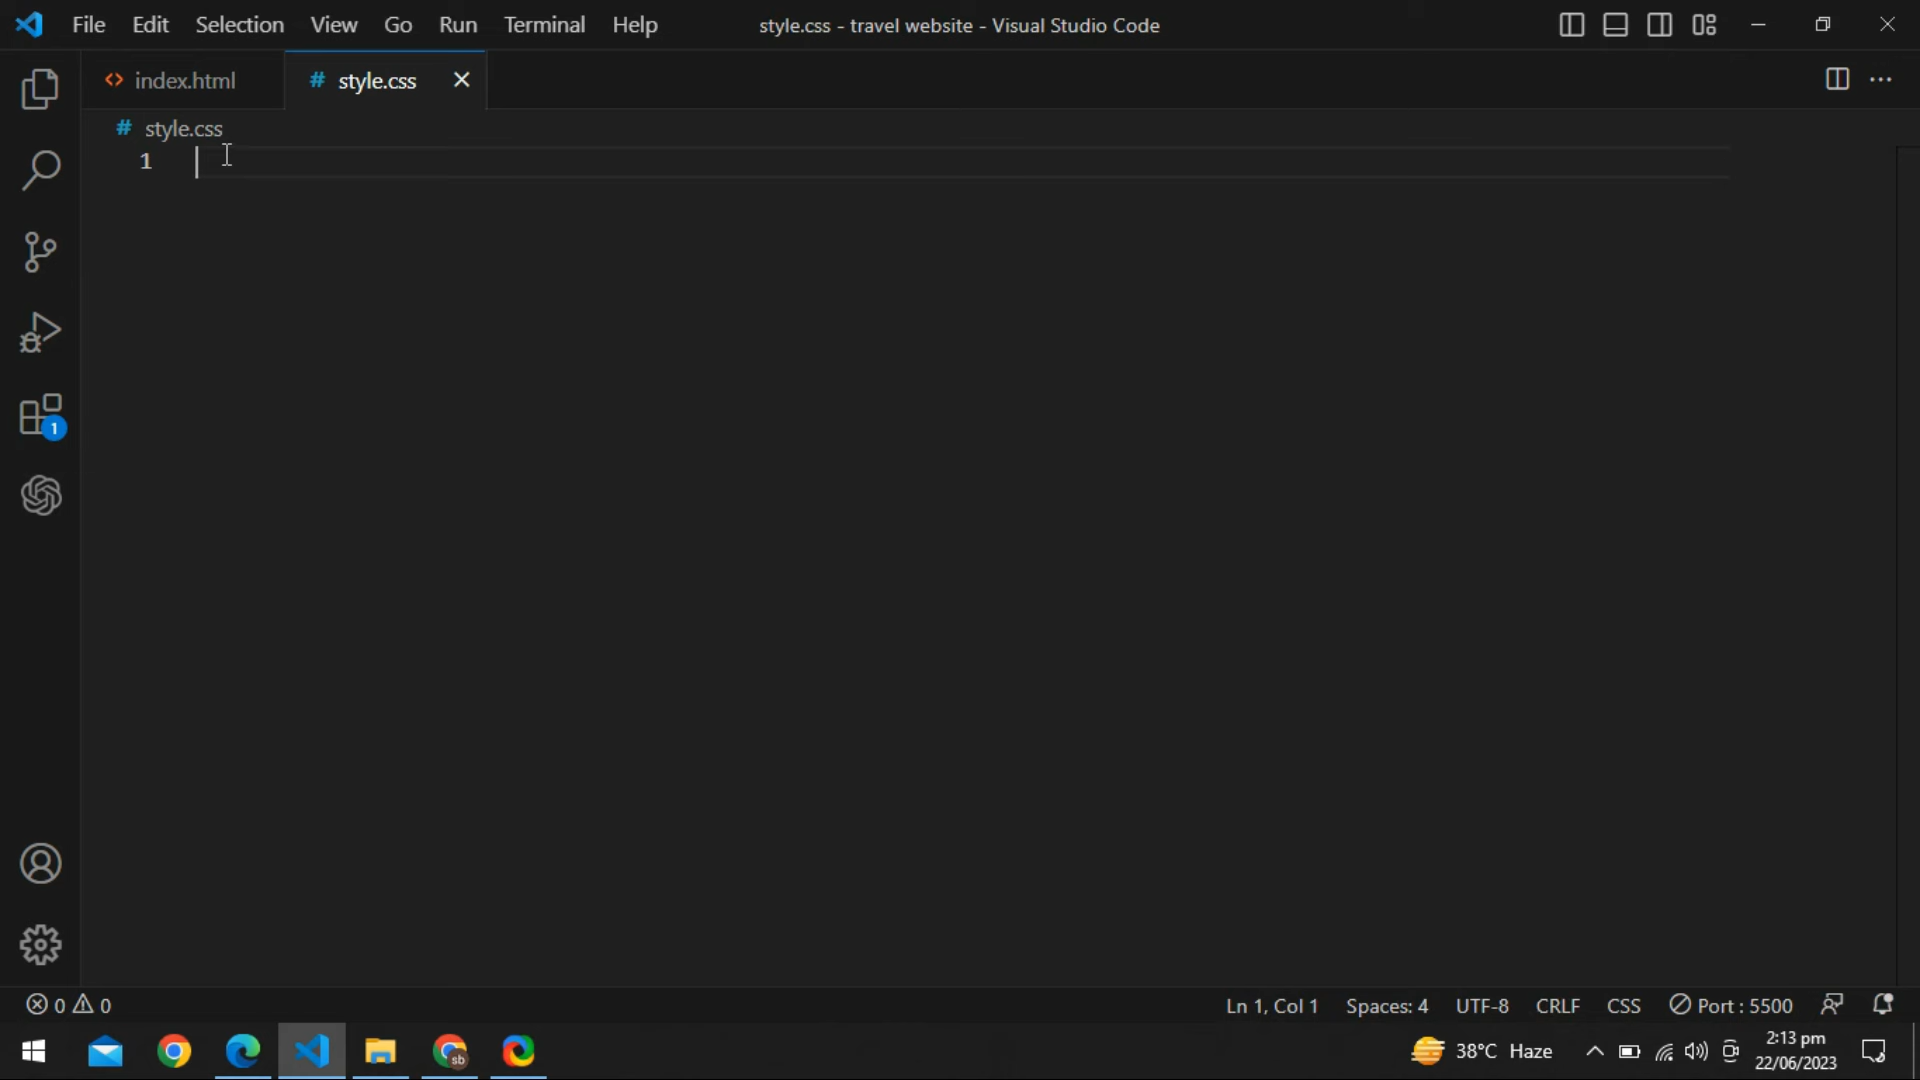 File Edit Selection View Go Run Terminal Help style.css - travel website - Visual Studio Code
<> index.html # style.css
# style.css
1
1
0 0 Ln 1, Col 1 Spaces: 4 UTF-8 CRLF CSS Port : 5500
sb 38°C Haze 2:13 pm
22/06/2023